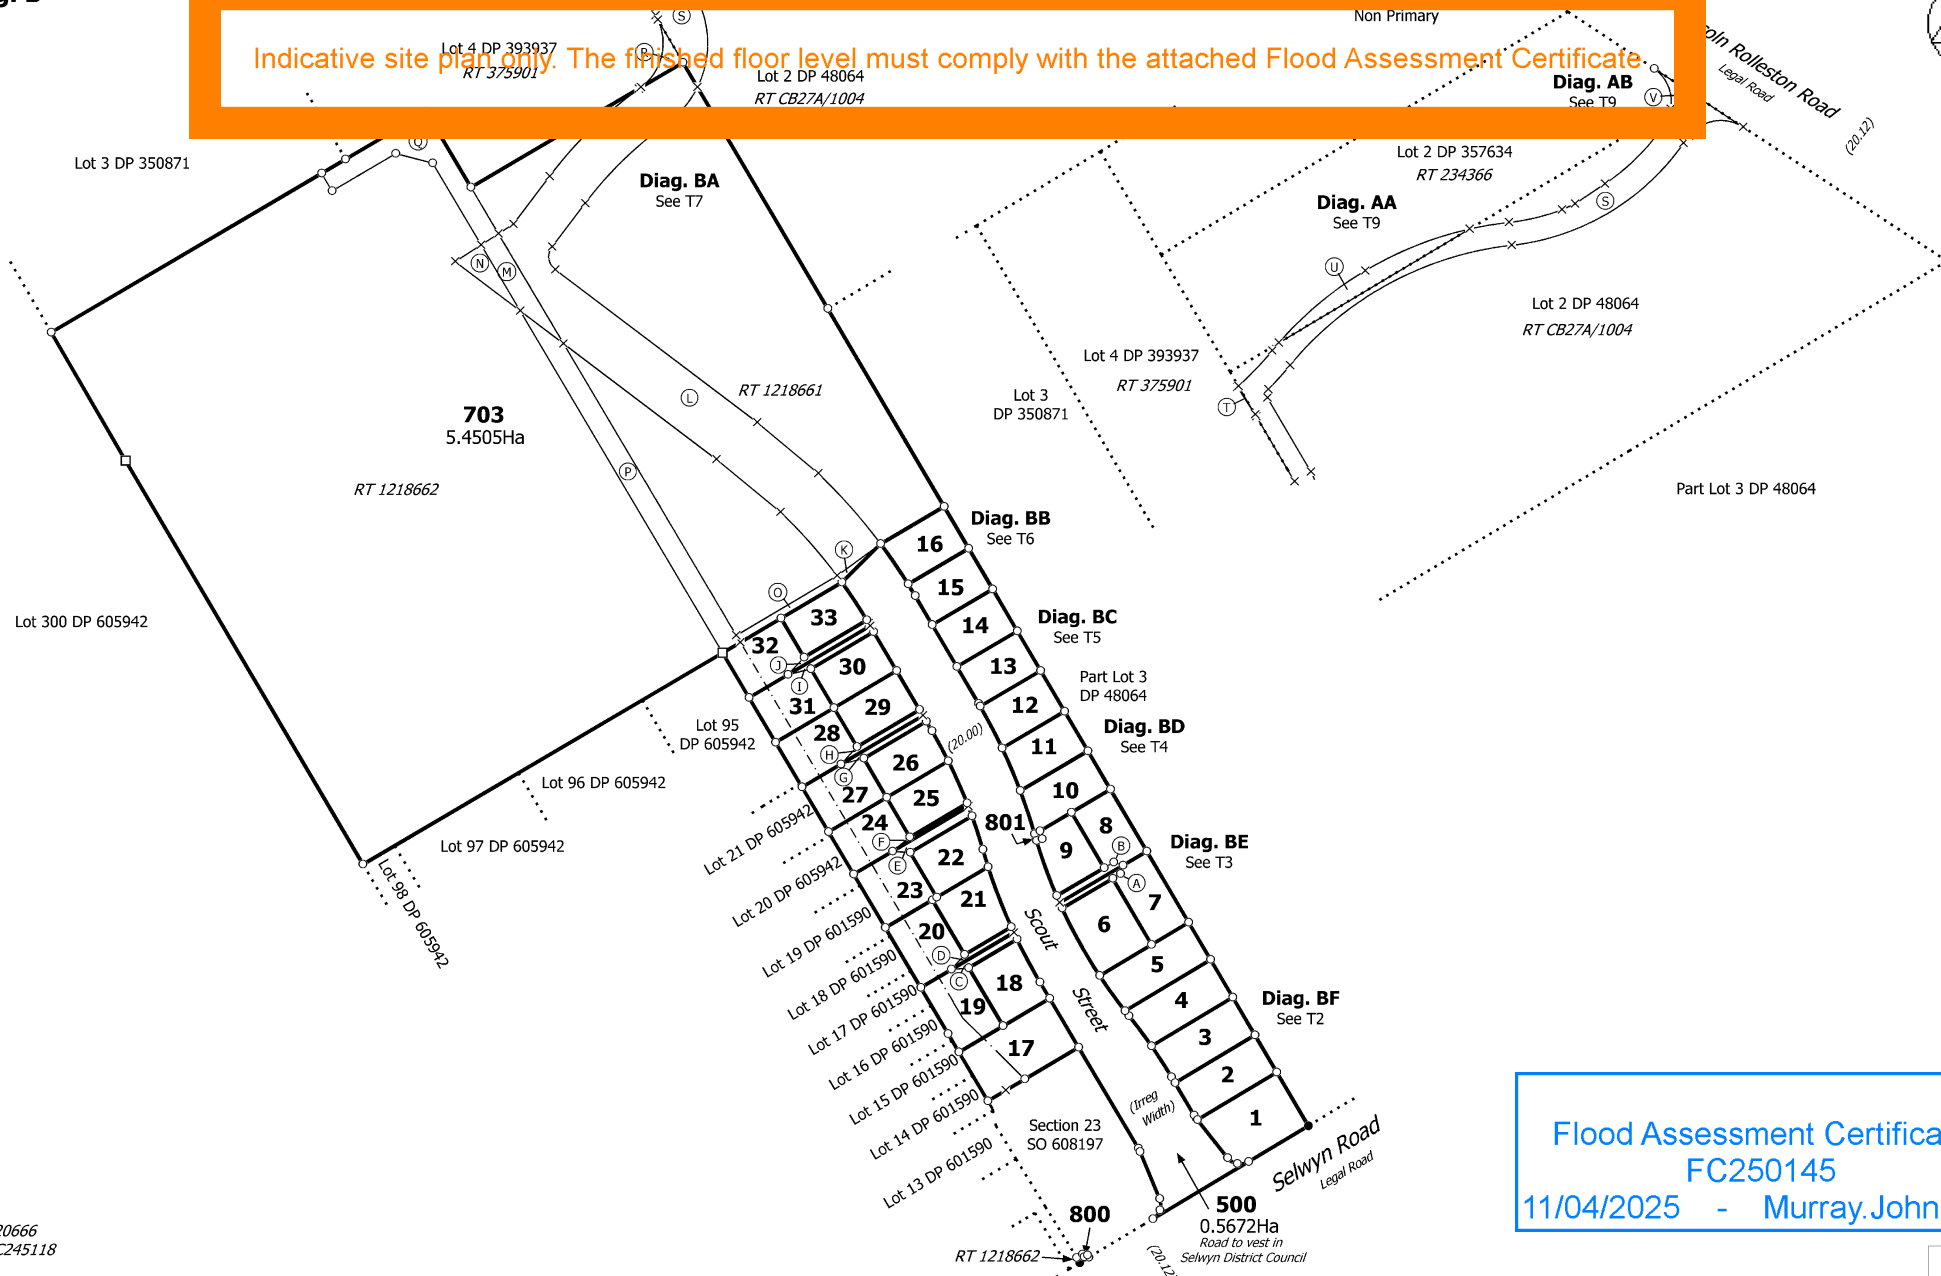 Non Primary
S
Lot 4 DP 393937
RT 375901
R
Indicative site plan only. The finished floor level must comply with the attached Flood Assessment Certificate
Lot 2 DP 48064
RT CB27A/1004
Diag. AB
See T9
V
Rolleston Road
Legal Road
(20.12)
Q
Lot 3 DP 350871
Diag. BA
See T7
Lot 2 DP 357634
RT 234366
Diag. AA
See T9
S
N
M
U
Lot 2 DP 48064
RT CB27A/1004
Lot 4 DP 393937
RT 375901
RT 1218661
L
Lot 3
DP 350871
T
703
5.4505Ha
P
RT 1218662
Part Lot 3 DP 48064
Diag. BB
See T6
16
K
15
O
33
14
Diag. BC
See T5
Lot 300 DP 605942
32
J
30
13
I
Part Lot 3
DP 48064
31
29
12
Lot 95
DP 605942
28
(20.00)
Diag. BD
See T4
11
H
26
G
Lot 96 DP 605942
27
25
10
24
801
8
Lot 21 DP 605942
F
B
Diag. BE
See T3
Lot 97 DP 605942
22
9
E
A
Lot 98 DP 605942
Lot 20 DP 605942
23
21
7
Scout
6
Lot 19 DP 601590
20
D
5
C
18
Lot 18 DP 601590
Street
4
Diag. BF
See T2
19
Lot 17 DP 601590
3
17
Lot 16 DP 601590
2
(Irreg
Width)
Lot 15 DP 601590
1
Section 23
SO 608197
Lot 14 DP 601590
Selwyn Road
Legal Road
Lot 13 DP 601590
Flood Assessment Certifica
FC250145
11/04/2025 - Murray.John
800
500
0.5672Ha
Road to vest in
Selwyn District Council
RT 1218662
(20.12
20666
C245118